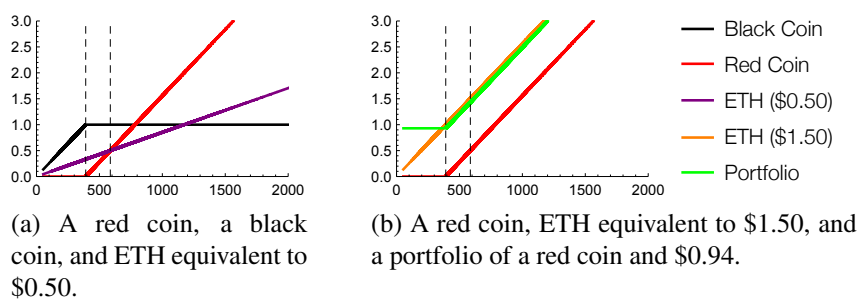 3.0
2.5
2.0
1.5
1.0
0.5
0.0
0 500 1000 1500 2000
3.0
2.5
2.0
1.5
1.0
0.5
0.0
0 500 1000 1500 2000
Black Coin
Red Coin
ETH ($0.50)
ETH ($1.50)
Portfolio
(a) A red coin, a black
coin, and ETH equivalent to
$0.50.
(b) A red coin, ETH equivalent to $1.50, and
a portfolio of a red coin and $0.94.